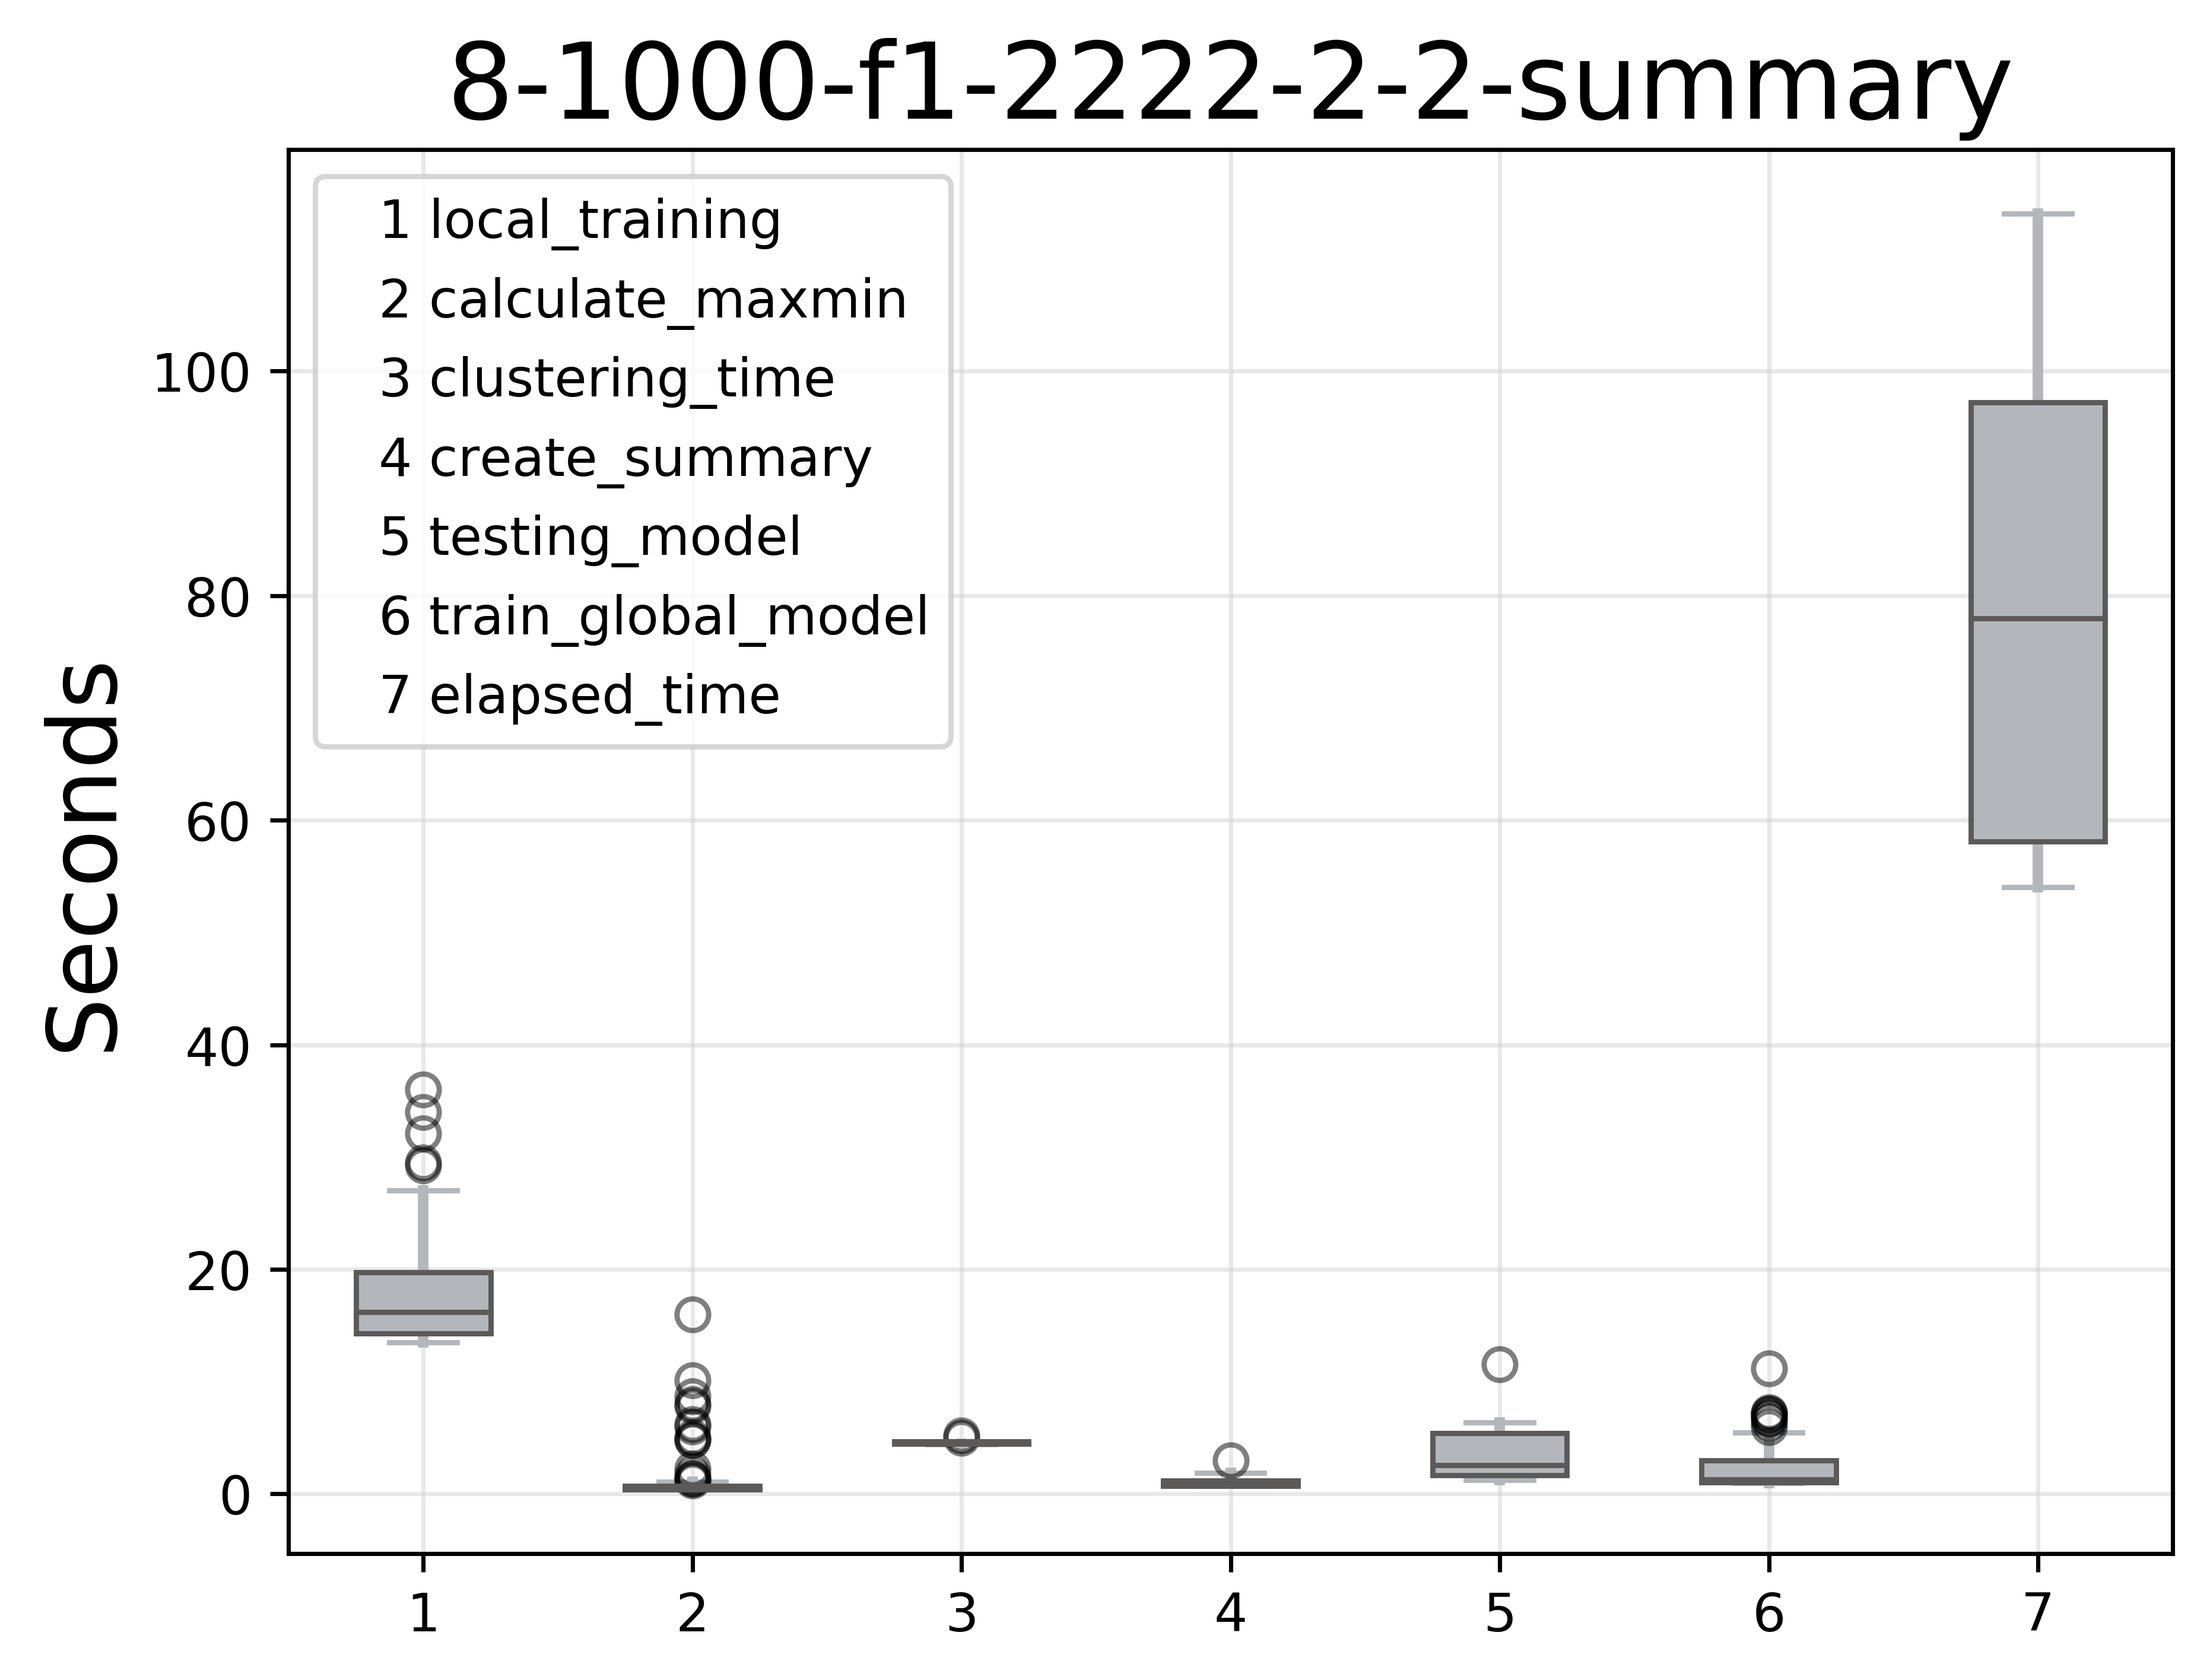 8-1000-f1-2222-2-2-summary
1 local_training
2 calculate_maxmin
3 clustering_time
4 create_summary
5 testing_model
6 train_global_model
7 elapsed_time
Seconds
100
80
60
40
20
0
1 2 3 4 5 6 7